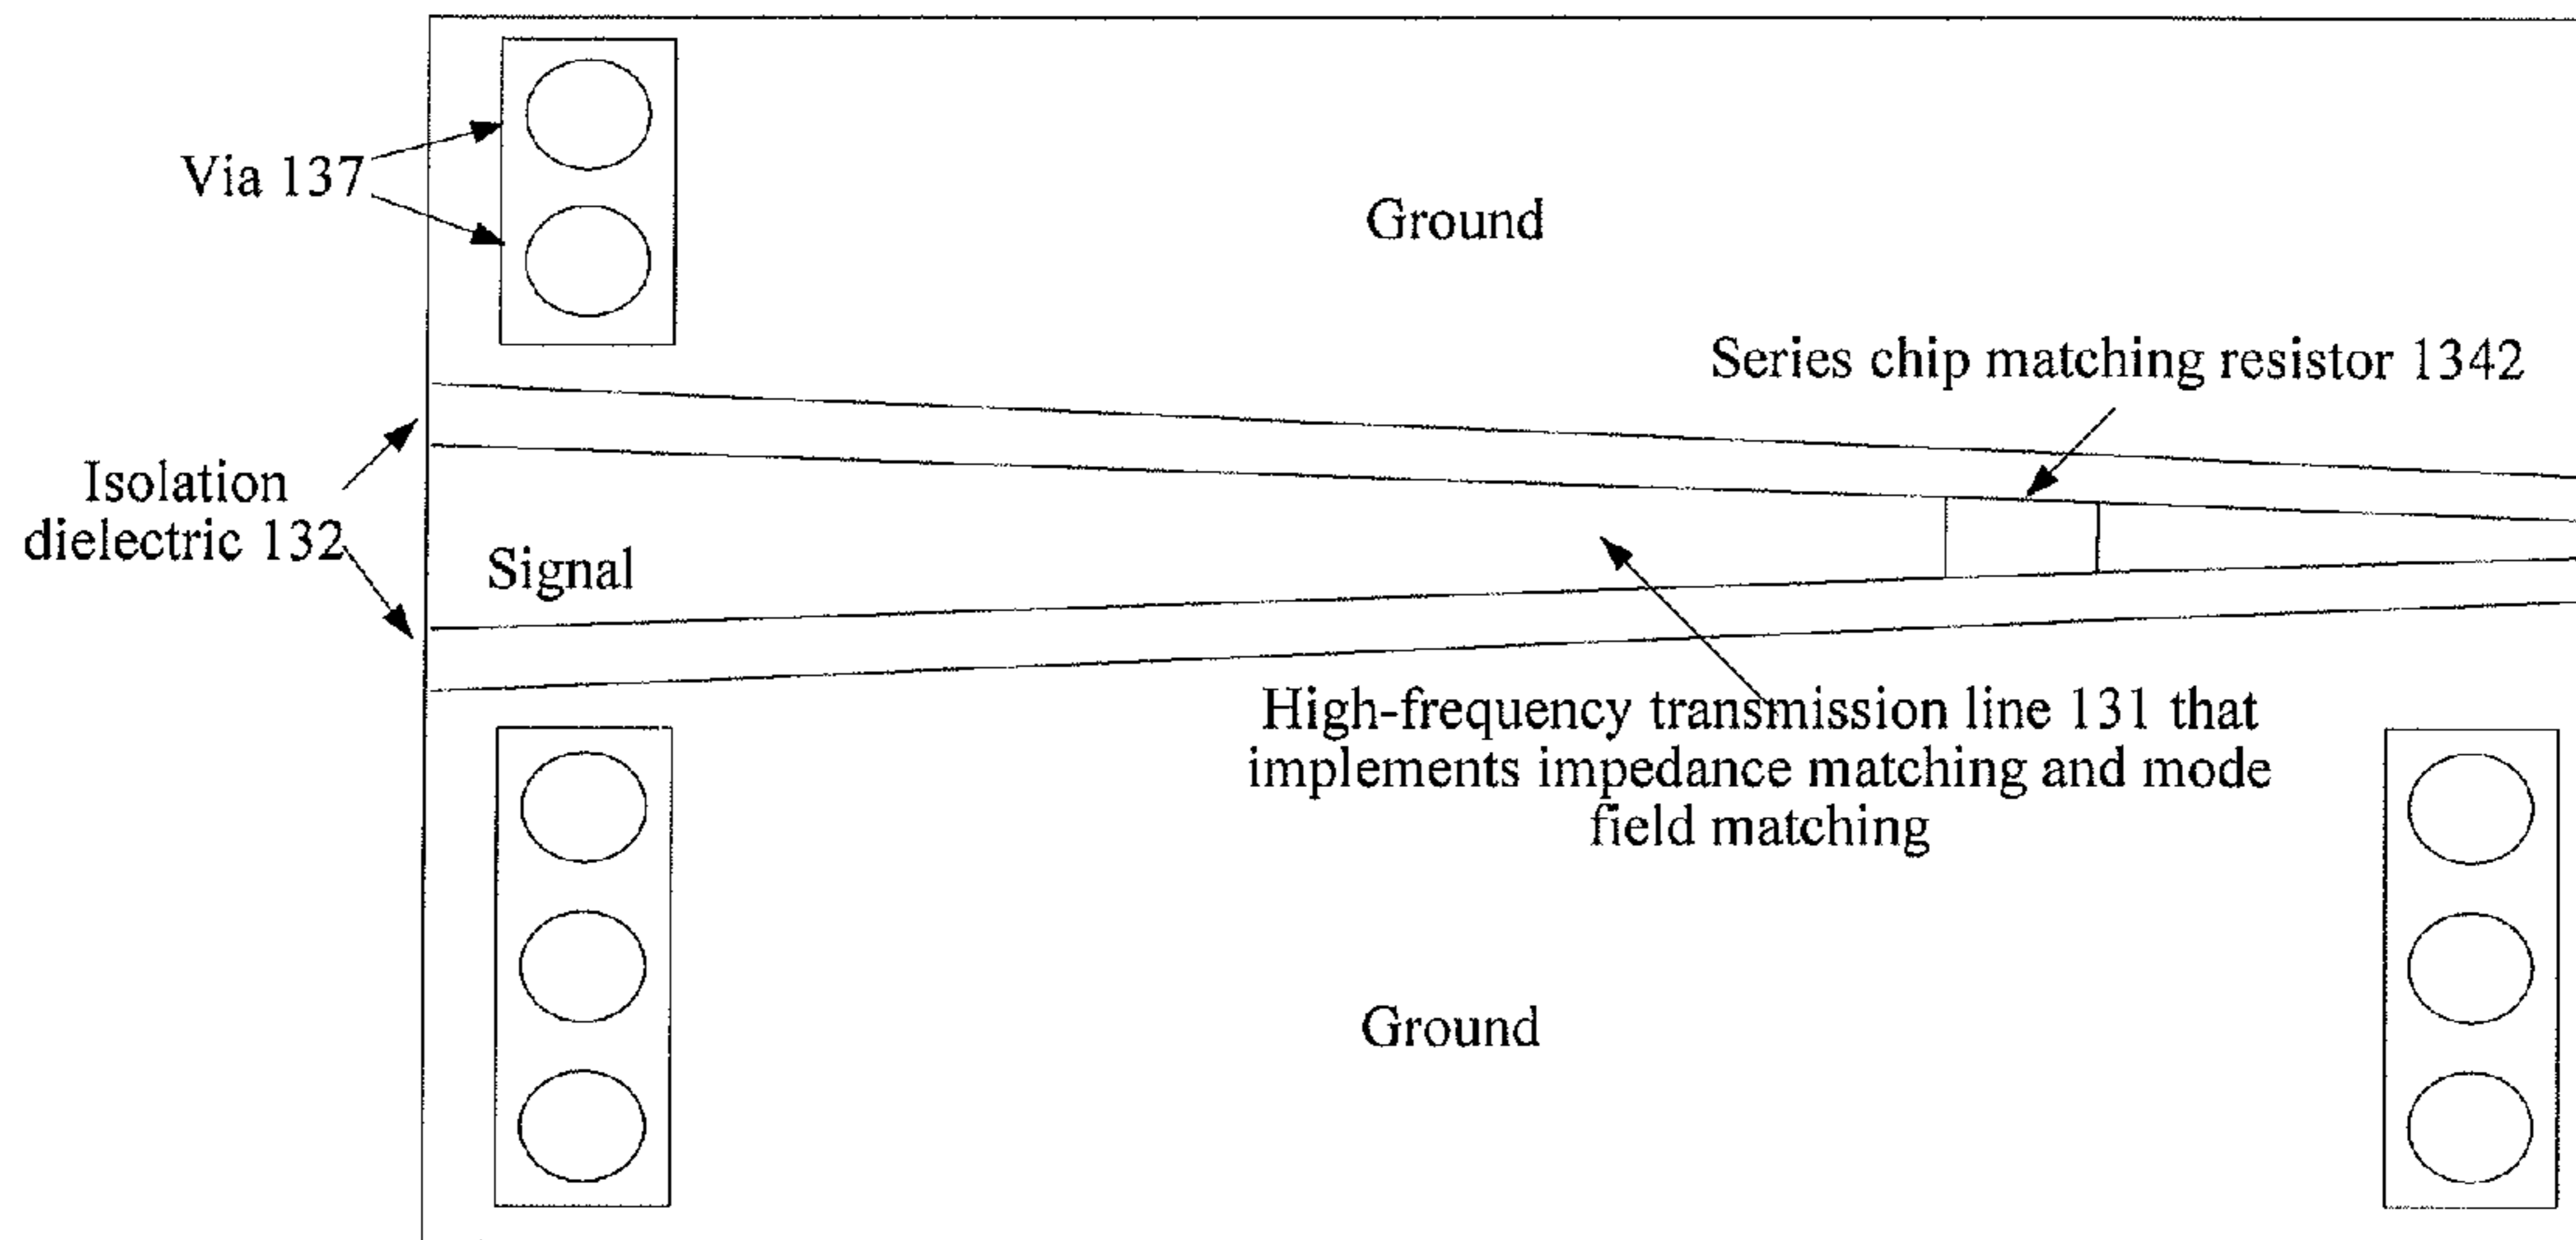 Via 137
Ground
Series chip matching resistor 1342
Isolation
dielectric 132
Signal
High-frequency transmission line 131 that
implements impedance matching and mode
field matching
Ground